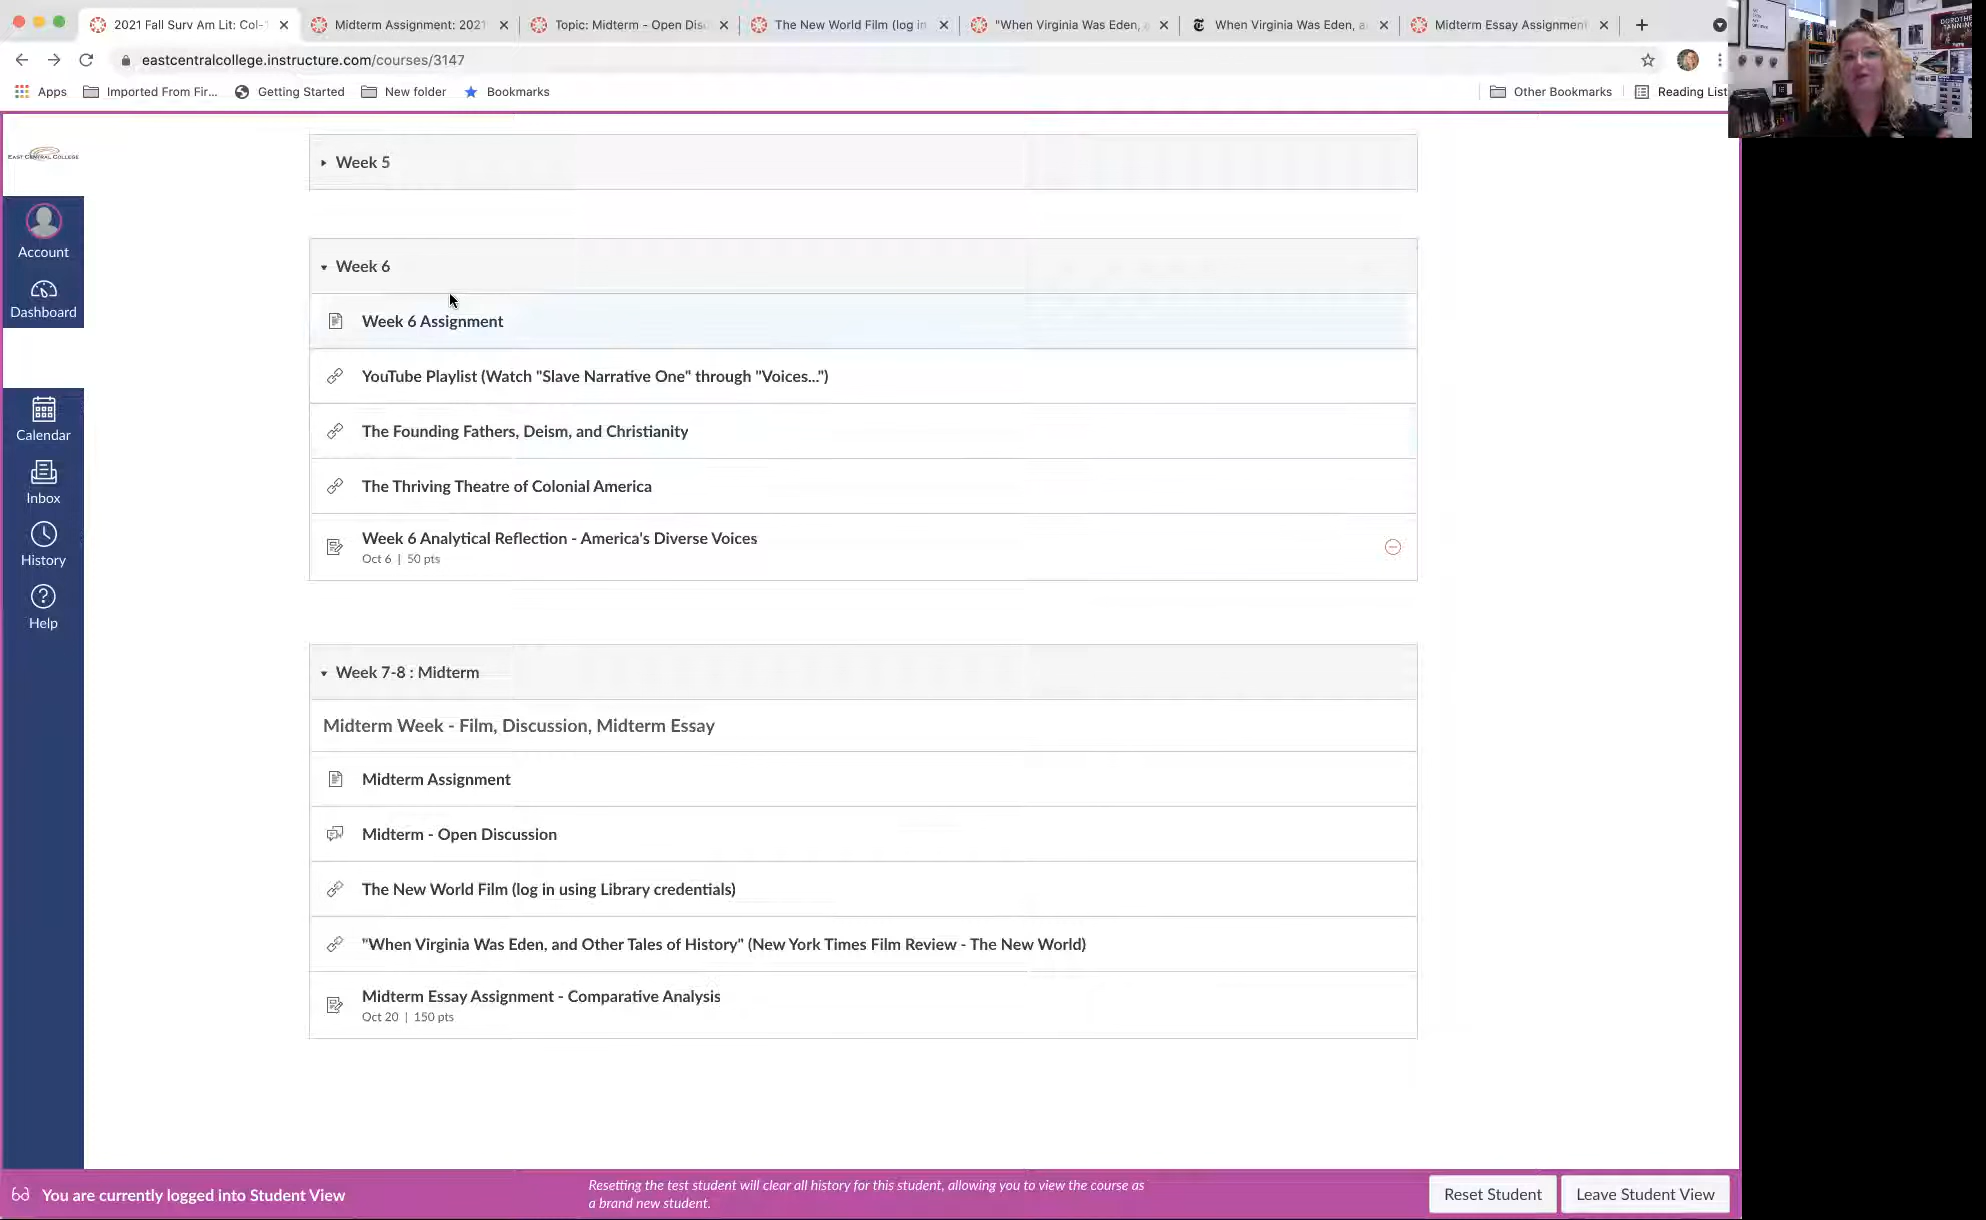 2021 Fall Surv Am Lit: Col-
Midterm Assignment: 2021
Topic: Midterm - Open Dis
The New World Film (log in
"When Virginia Was Eden,
When Virginia Was Eden, a
Midterm Essay Assignment
eastcentralcollege.instructure.com/courses/3147
Apps
Imported From Fir...
Getting Started
New folder
Bookmarks
Other Bookmarks
Reading List
EAST CENTRAL COLLEGE
Account
Dashboard
Calendar
Inbox
History
Help
Week 5
Week 6
Week 6 Assignment
YouTube Playlist (Watch "Slave Narrative One" through "Voices...")
The Founding Fathers, Deism, and Christianity
The Thriving Theatre of Colonial America
Week 6 Analytical Reflection - America's Diverse Voices
Oct 6 | 50 pts
Week 7-8 : Midterm
Midterm Week - Film, Discussion, Midterm Essay
Midterm Assignment
Midterm - Open Discussion
The New World Film (log in using Library credentials)
"When Virginia Was Eden, and Other Tales of History" (New York Times Film Review - The New World)
Midterm Essay Assignment - Comparative Analysis
Oct 20 | 150 pts
You are currently logged into Student View
Resetting the test student will clear all history for this student, allowing you to view the course as
a brand new student.
Reset Student
Leave Student View